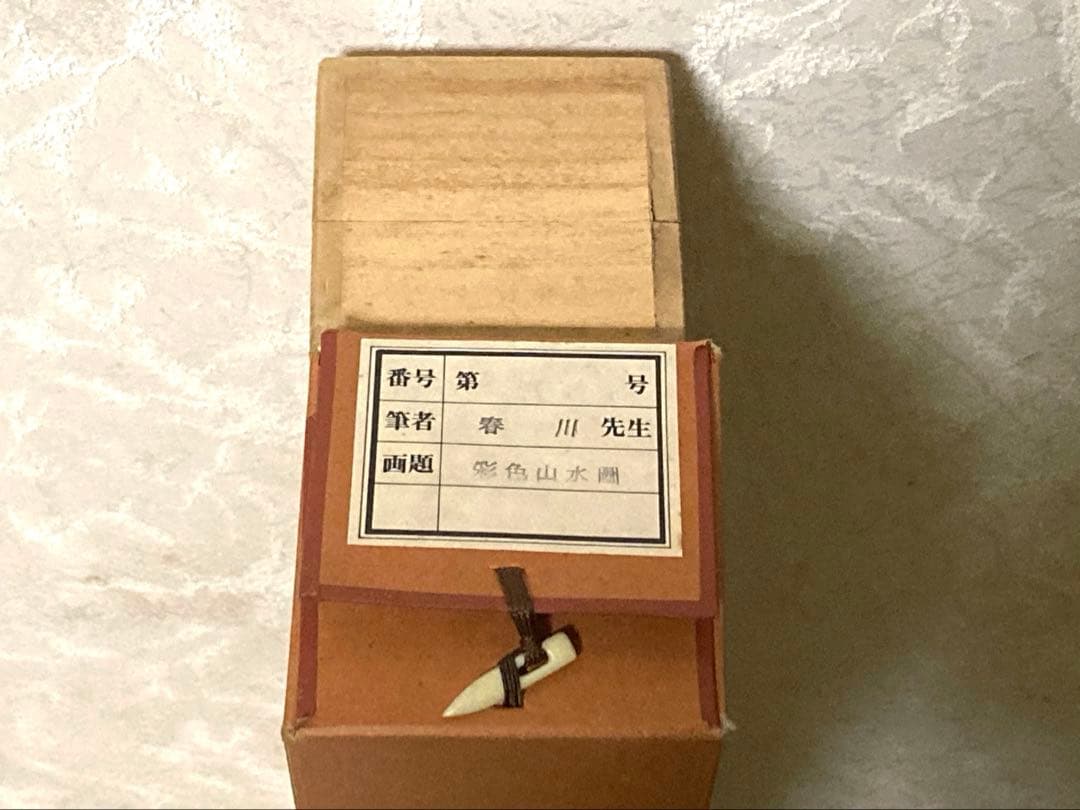 番号 第 号
筆者 春 川 先生
画題 彩色山水圖